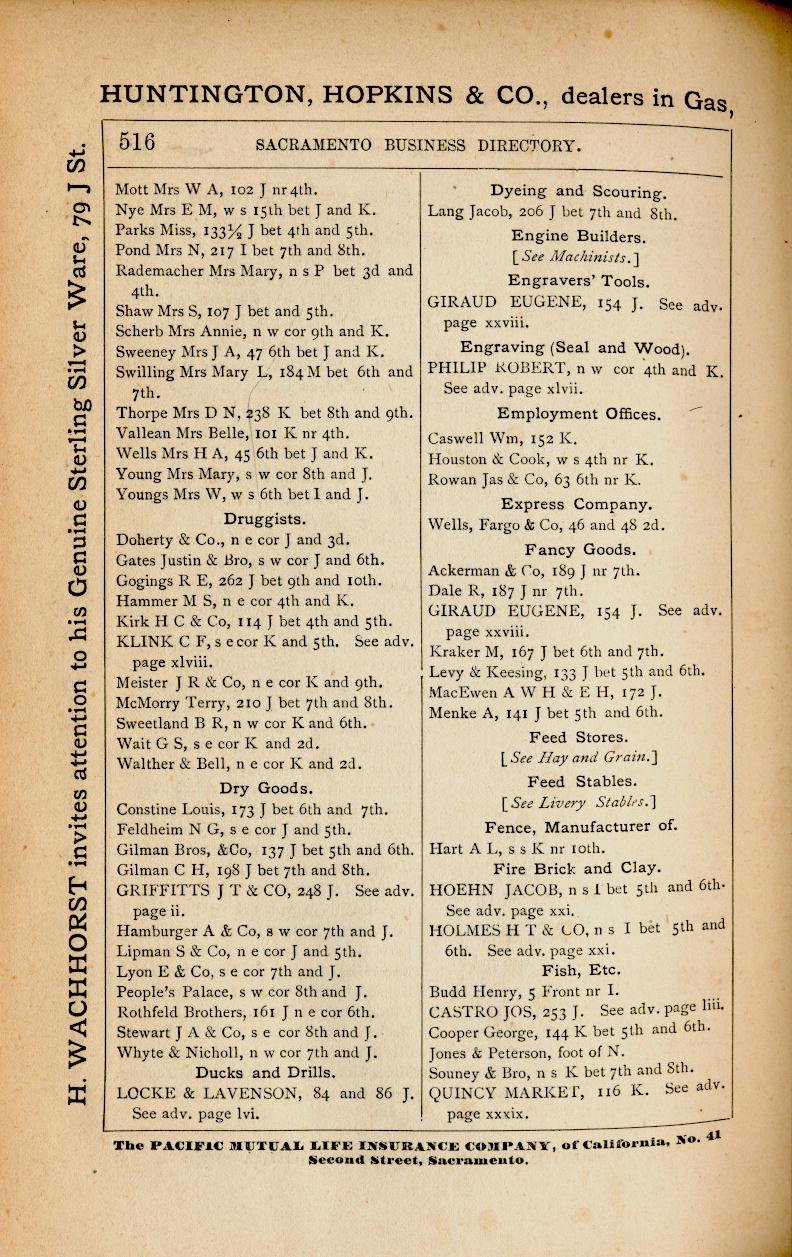 HUNTINGTON, HOPKINS & CO., dealers in Gas,
H. WACHHORST invites attention to his Genuine Sterling Silver Ware, 79 J St.
516 SACRAMENTO BUSINESS DIRECTORY.
Mott Mrs W A, 102 J nr 4th.
Nye Mrs E M, w s 15th bet J and K.
Parks Miss, 133½ J bet 4th and 5th.
Pond Mrs N, 217 I bet 7th and 8th.
Rademacher Mrs Mary, n s P bet 3d and
4th.
Shaw Mrs S, 107 J bet and 5th.
Scherb Mrs Annie, n w cor 9th and K.
Sweeney Mrs J A, 47 6th bet J and K.
Swilling Mrs Mary L, 184 M bet 6th and
7th.
Thorpe Mrs D N, 238 K bet 8th and 9th.
Vallean Mrs Belle, 101 K nr 4th.
Wells Mrs H A, 45 6th bet J and K.
Young Mrs Mary, s w cor 8th and J.
Youngs Mrs W, w s 6th bet I and J.
Druggists.
Doherty & Co., n e cor J and 3d.
Gates Justin & Bro, s w cor J and 6th.
Gogings R E, 262 J bet 9th and 10th.
Hammer M S, n e cor 4th and K.
Kirk H C & Co, 114 J bet 4th and 5th.
KLINK C F, s e cor K and 5th. See adv.
page xlviii.
Meister J R & Co, n e cor K and 9th.
McMorry Terry, 210 J bet 7th and 8th.
Sweetland B R, n w cor K and 6th.
Wait G S, s e cor K and 2d.
Walther & Bell, n e cor K and 2d.
Dry Goods.
Constine Louis, 173 J bet 6th and 7th.
Feldheim N G, s e cor J and 5th.
Gilman Bros, &Co, 137 J bet 5th and 6th.
Gilman C H, 198 J bet 7th and 8th.
GRIFFITTS J T & CO, 248 J. See adv.
page ii.
Hamburger A & Co, s w cor 7th and J.
Lipman S & Co, n e cor J and 5th.
Lyon E & Co, s e cor 7th and J.
People's Palace, s w cor 8th and J.
Rothfeld Brothers, 161 J n e cor 6th.
Stewart J A & Co, s e cor 8th and J.
Whyte & Nicholl, n w cor 7th and J.
Ducks and Drills.
LOCKE & LAVENSON, 84 and 86 J.
See adv. page lvi.
Dyeing and Scouring.
Lang Jacob, 206 J bet 7th and 8th.
Engine Builders.
[See Machinists.]
Engravers' Tools.
GIRAUD EUGENE, 154 J. See adv.
page xxviii.
Engraving (Seal and Wood).
PHILIP ROBERT, n w cor 4th and K.
See adv. page xlvii.
Employment Offices.
Caswell Wm, 152 K.
Houston & Cook, w s 4th nr K.
Rowan Jas & Co, 63 6th nr K.
Express Company.
Wells, Fargo & Co, 46 and 48 2d.
Fancy Goods.
Ackerman & Co, 189 J nr 7th.
Dale R, 187 J nr 7th.
GIRAUD EUGENE, 154 J. See adv.
page xxviii.
Kraker M, 167 J bet 6th and 7th.
Levy & Keesing, 133 J bet 5th and 6th.
MacEwen A W H & E H, 172 J.
Menke A, 141 J bet 5th and 6th.
Feed Stores.
[See Hay and Grain.]
Feed Stables.
[See Livery Stables.]
Fence, Manufacturer of.
Hart A L, s s K nr 10th.
Fire Brick and Clay.
HOEHN JACOB, n s I bet 5th and 6th.
See adv. page xxi.
HOLMES H T & CO, n s I bet 5th and
6th. See adv. page xxi.
Fish, Etc.
Budd Henry, 5 Front nr I.
CASTRO JOS, 253 J. See adv. page liii.
Cooper George, 144 K bet 5th and 6th.
Jones & Peterson, foot of N.
Souney & Bro, n s K bet 7th and 8th.
QUINCY MARKET, 116 K. See adv.
page xxxix.
The PACIFIC MUTUAL LIFE INSURANCE COMPANY, of California, No. 41
Second Street, Sacramento.